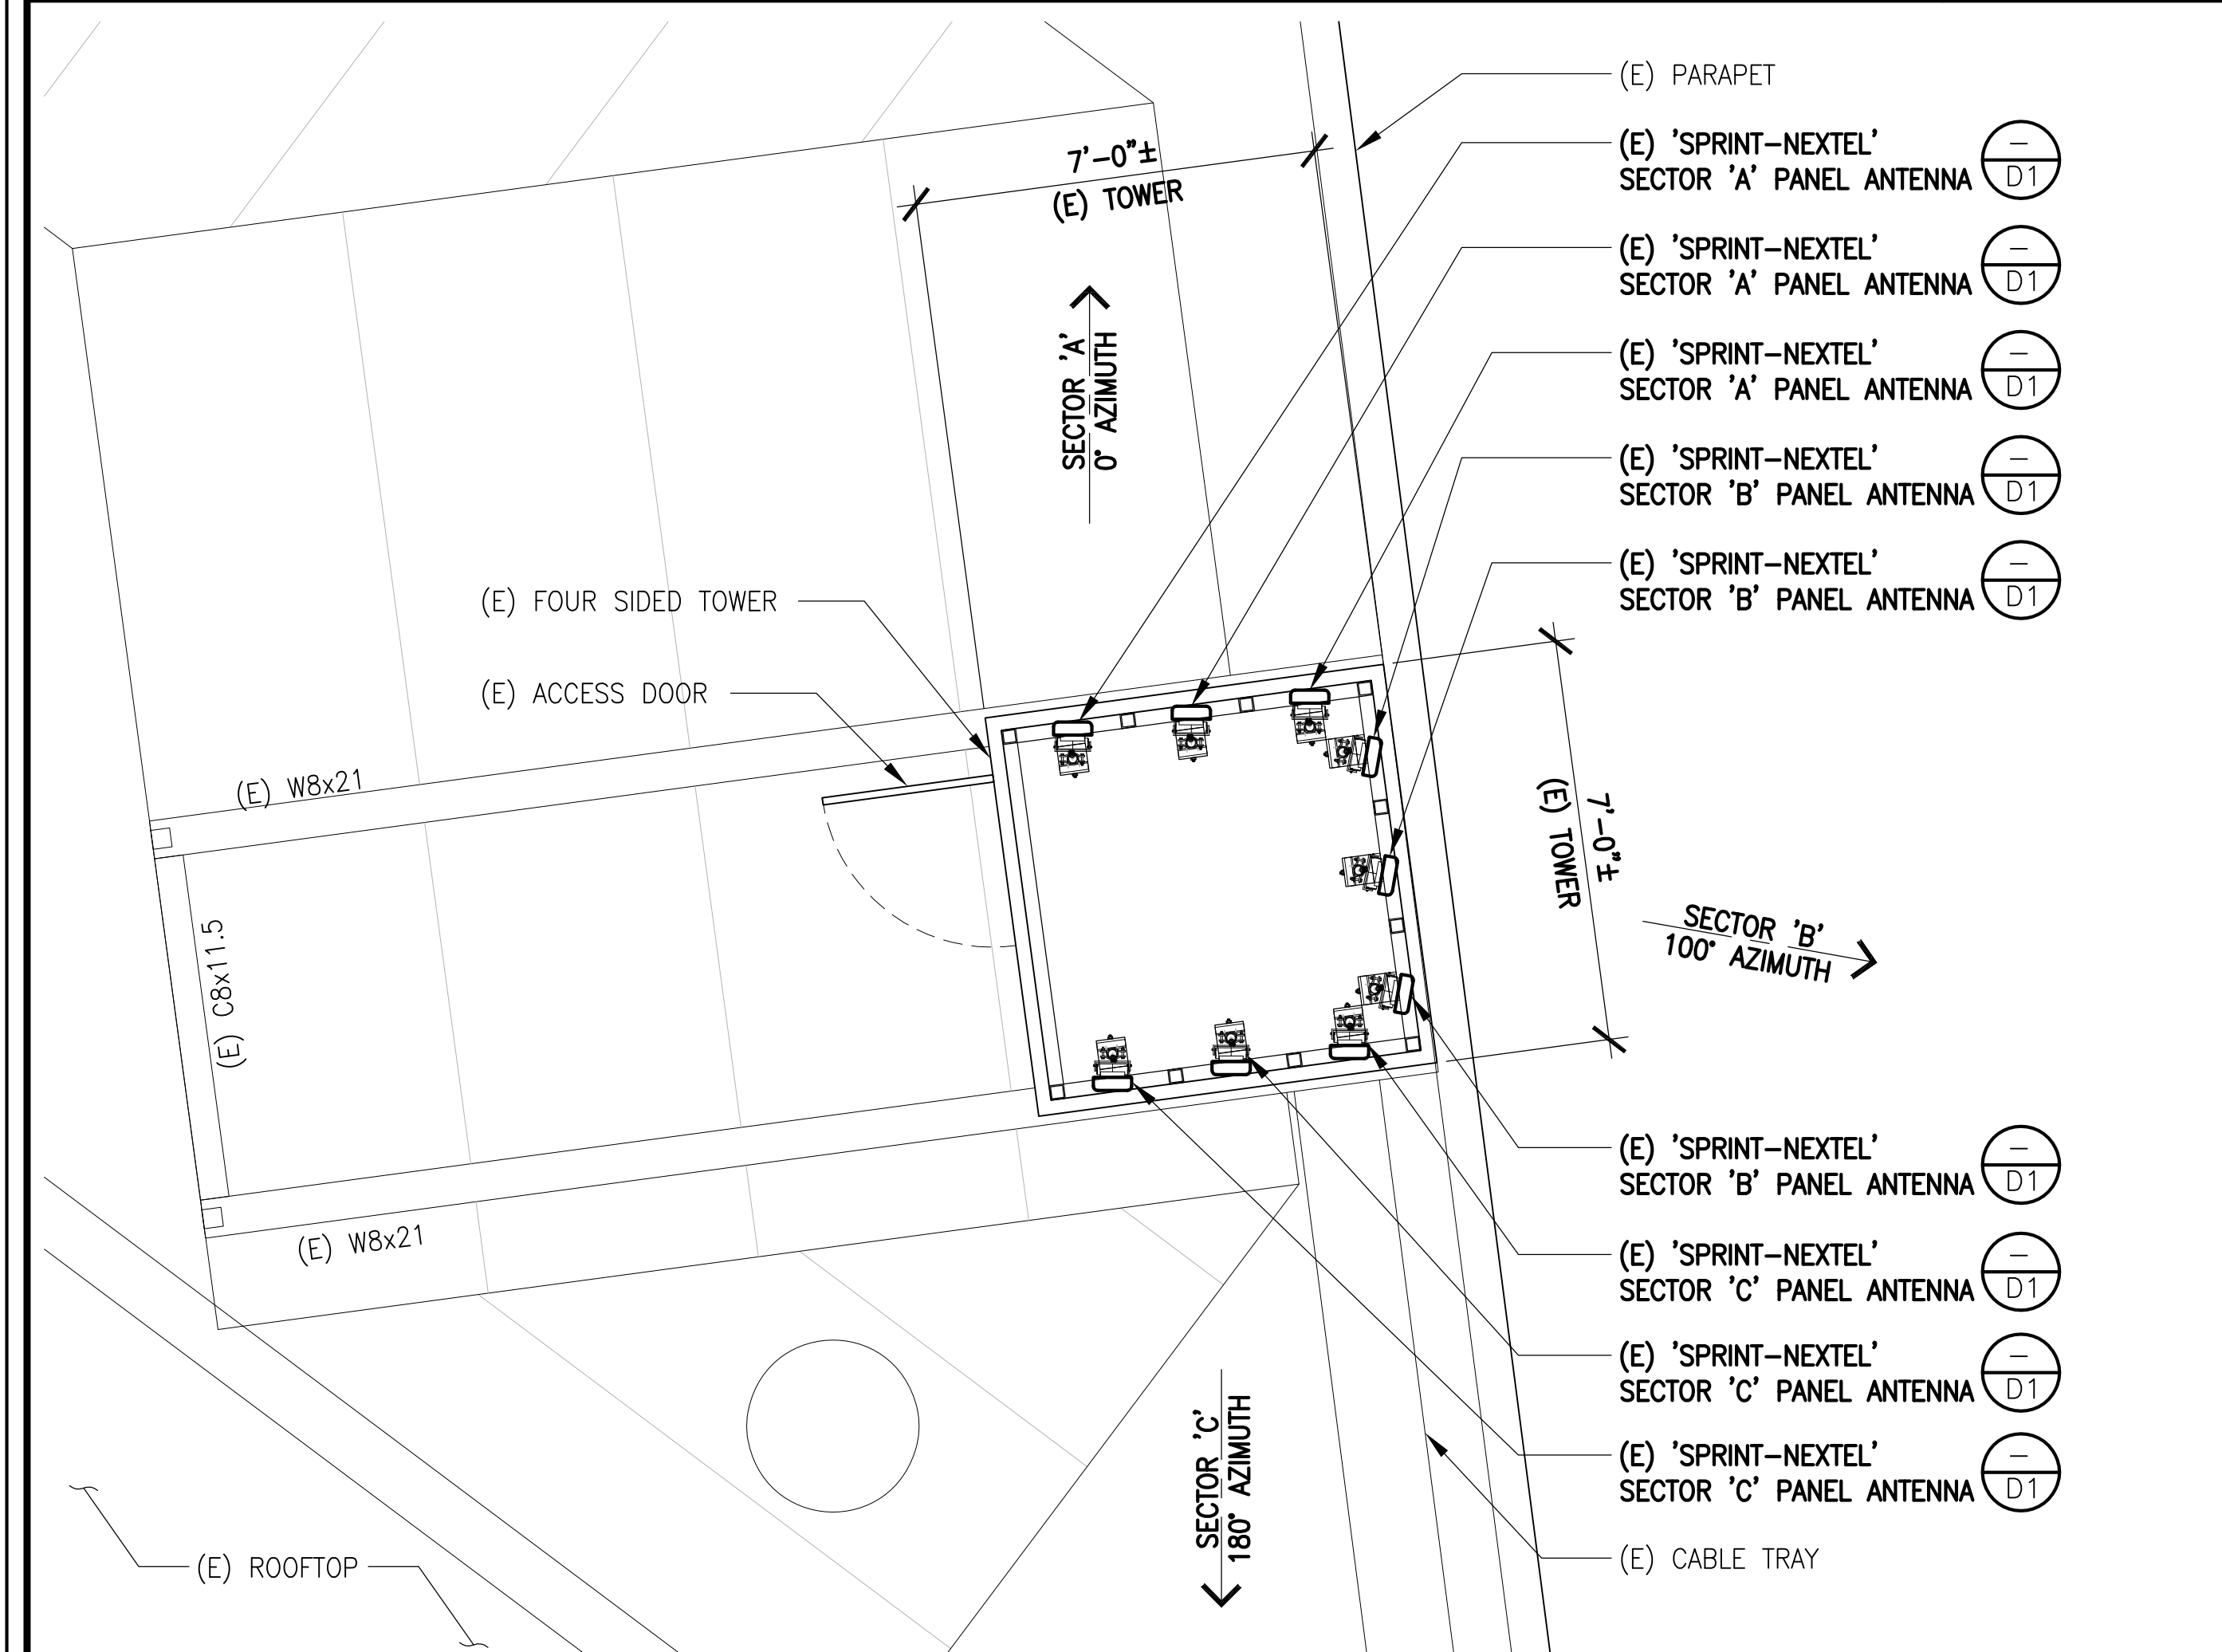 (E) PARAPET
(E) 'SPRINT-NEXTEL'
SECTOR 'A' PANEL ANTENNA
–
D1
(E) 'SPRINT-NEXTEL'
SECTOR 'A' PANEL ANTENNA
–
D1
(E) 'SPRINT-NEXTEL'
SECTOR 'A' PANEL ANTENNA
–
D1
(E) 'SPRINT-NEXTEL'
SECTOR 'B' PANEL ANTENNA
–
D1
(E) 'SPRINT-NEXTEL'
SECTOR 'B' PANEL ANTENNA
–
D1
7'-0"±
(E) TOWER
SECTOR 'A'
0° AZIMUTH
(E) FOUR SIDED TOWER
(E) ACCESS DOOR
(E) W8x21
(E) C8x11.5
(E) W8x21
7'-0"±
(E) TOWER
SECTOR 'B'
100° AZIMUTH
(E) 'SPRINT-NEXTEL'
SECTOR 'B' PANEL ANTENNA
–
D1
(E) 'SPRINT-NEXTEL'
SECTOR 'C' PANEL ANTENNA
–
D1
(E) 'SPRINT-NEXTEL'
SECTOR 'C' PANEL ANTENNA
–
D1
(E) 'SPRINT-NEXTEL'
SECTOR 'C' PANEL ANTENNA
–
D1
SECTOR 'C'
180° AZIMUTH
(E) CABLE TRAY
(E) ROOFTOP